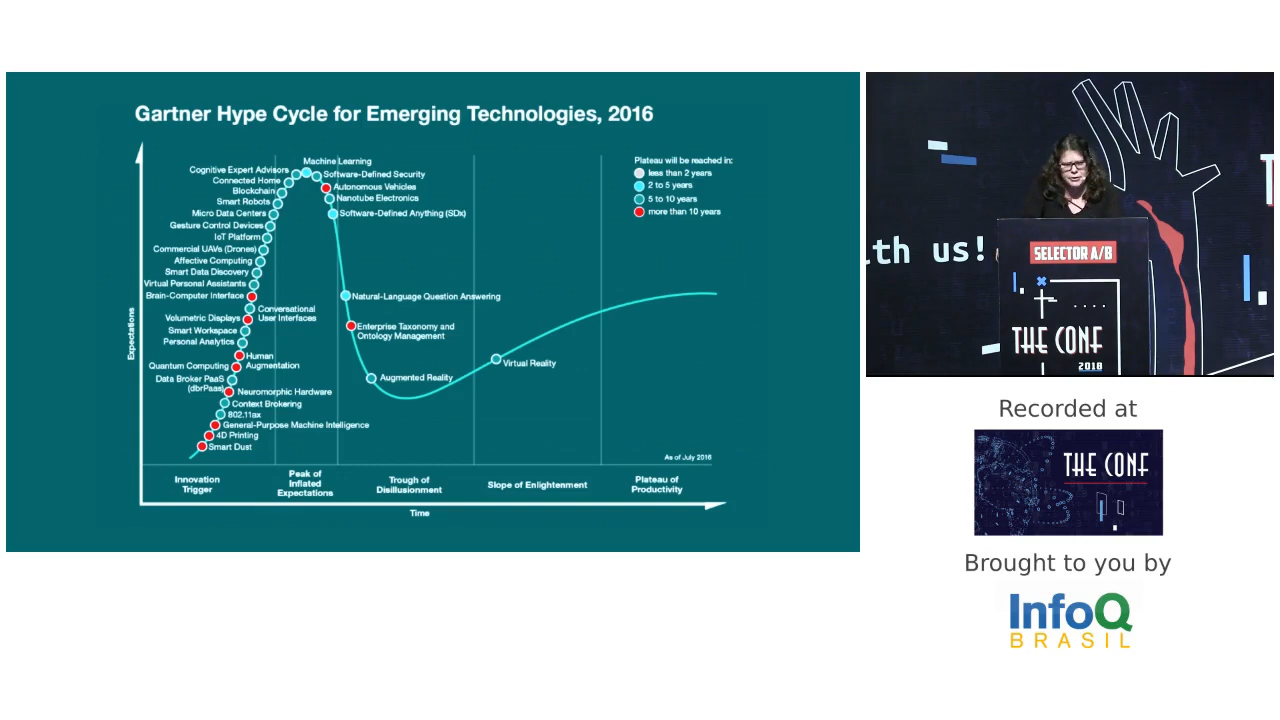 Gartner Hype Cycle for Emerging Technologies, 2016
Expectations
Machine Learning
Cognitive Expert Advisors
Software-Defined Security
Connected Home
Autonomous Vehicles
Blockchain
Nanotube Electronics
Smart Robots
Micro Data Centers
Software-Defined Anything (SDx)
Gesture Control Devices
IoT Platform
Commercial UAVs (Drones)
Affective Computing
Smart Data Discovery
Virtual Personal Assistants
Brain-Computer Interface
Conversational
User Interfaces
Volumetric Displays
Smart Workspace
Personal Analytics
Human
Augmentation
Quantum Computing
Data Broker PaaS
(dbrPaas)
Neuromorphic Hardware
Context Brokering
802.11ax
General-Purpose Machine Intelligence
4D Printing
Smart Dust
Natural-Language Question Answering
Enterprise Taxonomy and
Ontology Management
Augmented Reality
Virtual Reality
Plateau will be reached in:
less than 2 years
2 to 5 years
5 to 10 years
more than 10 years
As of July 2016
Innovation
Trigger
Peak of
Inflated
Expectations
Trough of
Disillusionment
Slope of Enlightenment
Plateau of
Productivity
Time
ith us!
SELECTOR A/B
THE CONF
2018
Recorded at
THE CONF
Brought to you by
InfoQ
BRASIL